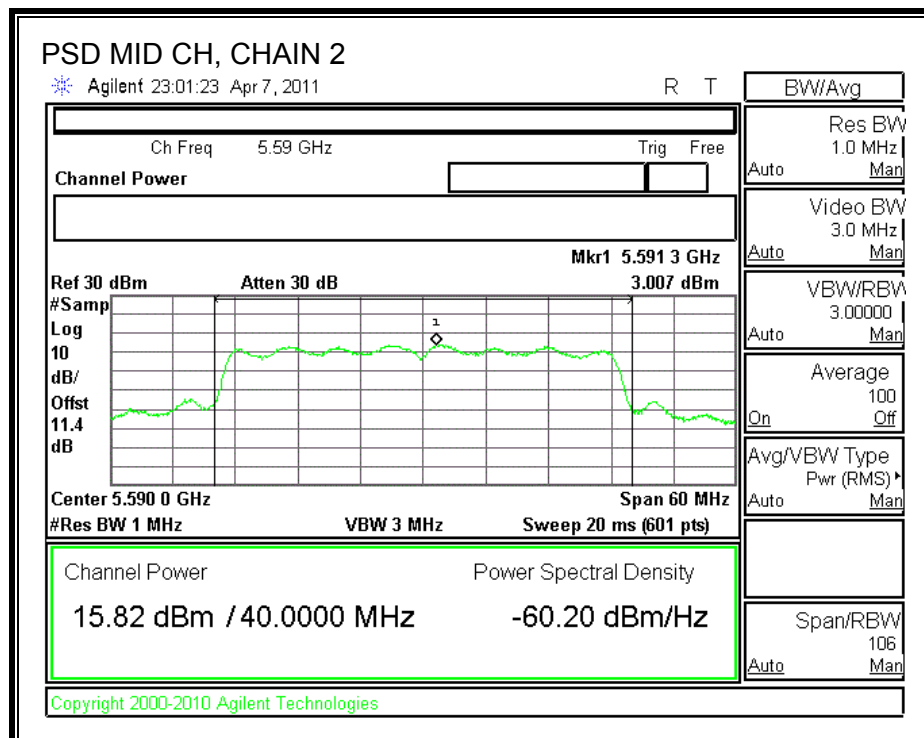 PSD MID CH, CHAIN 2
Agilent 23:01:23 Apr 7, 2011 R T
Ch Freq 5.59 GHz Trig Free
Channel Power
Mkr1 5.591 3 GHz
Ref 30 dBm Atten 30 dB 3.007 dBm
#Samp
Log
10
dB/
Offst
11.4
dB
1
Center 5.590 0 GHz Span 60 MHz
#Res BW 1 MHz VBW 3 MHz Sweep 20 ms (601 pts)
Channel Power Power Spectral Density
15.82 dBm / 40.0000 MHz -60.20 dBm/Hz
Copyright 2000-2010 Agilent Technologies
BW/Avg
Res BW
1.0 MHz
Auto Man
Video BW
3.0 MHz
Auto Man
VBW/RBW
3.00000
Auto Man
Average
100
On Off
Avg/VBW Type
Pwr (RMS)
Auto Man
Span/RBW
106
Auto Man